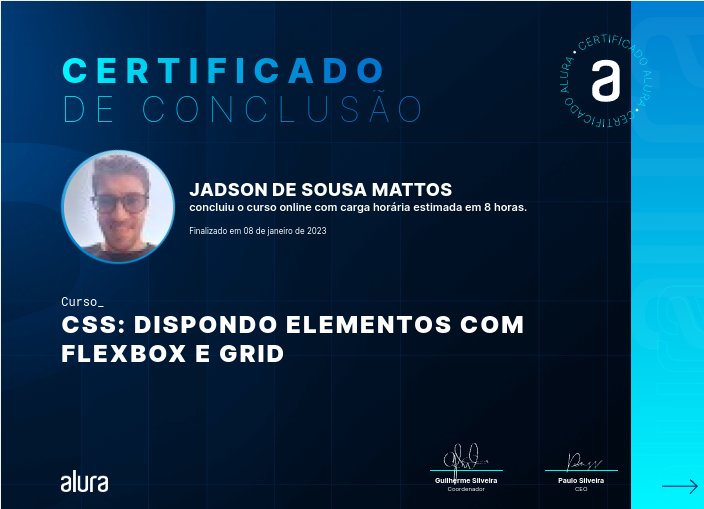 CERTIFICADO
DE CONCLUSÃO
CERTIFICADO ALURA • CERTIFICADO ALURA •
a
JADSON DE SOUSA MATTOS
concluiu o curso online com carga horária estimada em 8 horas.
Finalizado em 08 de janeiro de 2023
Curso_
CSS: DISPONDO ELEMENTOS COM
FLEXBOX E GRID
alura
Guilherme Silveira
Coordenador
Paulo Silveira
CEO